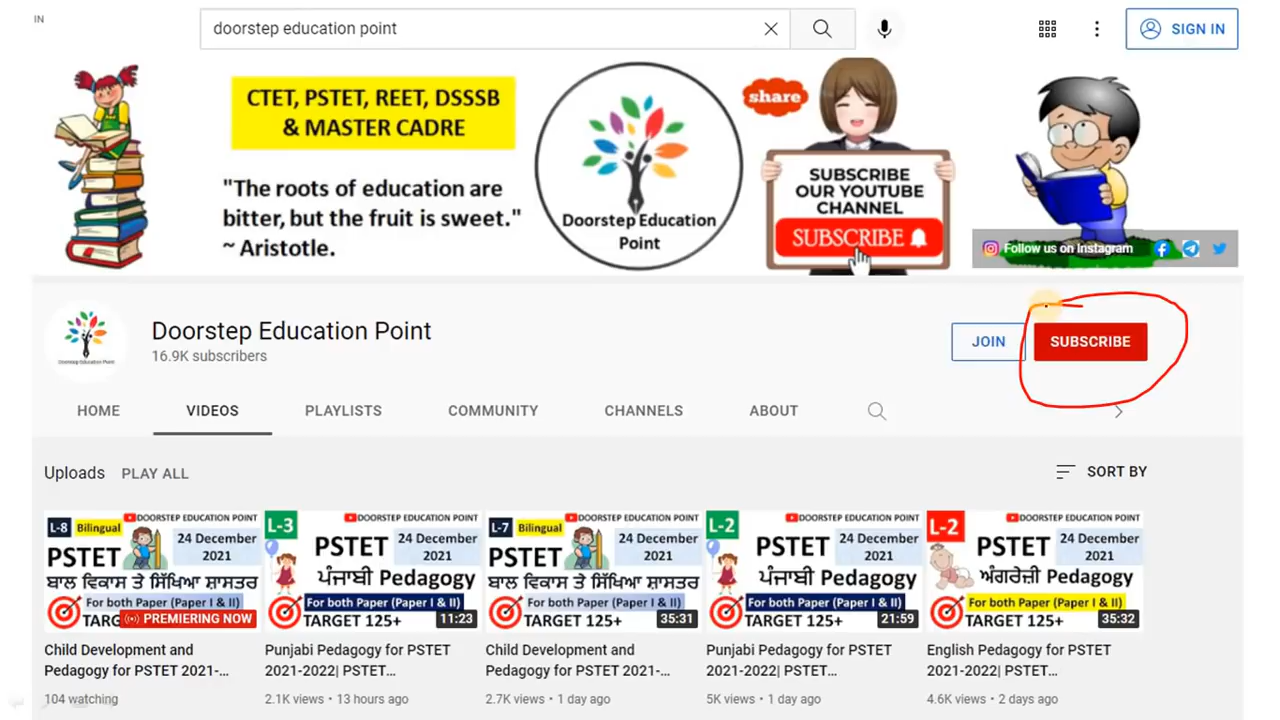 IN
doorstep education point
SIGN IN
CTET, PSTET, REET, DSSSB
& MASTER CADRE
"The roots of education are
bitter, but the fruit is sweet."
~ Aristotle.
Doorstep Education
Point
share
SUBSCRIBE
OUR YOUTUBE
CHANNEL
SUBSCRIBE
Follow us on Instagram
Doorstep Education Point
16.9K subscribers
JOIN
SUBSCRIBE
HOME
VIDEOS
PLAYLISTS
COMMUNITY
CHANNELS
ABOUT
Uploads
PLAY ALL
SORT BY
L-8
Bilingual
DOORSTEP EDUCATION POINT
24 December
2021
PSTET
ਬਾਲ ਵਿਕਾਸ ਤੇ ਸਿੱਖਿਆ ਸ਼ਾਸਤਰ
For both Paper (Paper I & II)
PREMIERING NOW
Child Development and
Pedagogy for PSTET 2021-...
104 watching
L-3
DOORSTEP EDUCATION POINT
PSTET
24 December
2021
ਪੰਜਾਬੀ Pedagogy
For both Paper (Paper I & II)
TARGET 125+
11:23
Punjabi Pedagogy for PSTET
2021-2022| PSTET...
2.1K views • 13 hours ago
L-7
Bilingual
DOORSTEP EDUCATION POINT
24 December
2021
PSTET
ਬਾਲ ਵਿਕਾਸ ਤੇ ਸਿੱਖਿਆ ਸ਼ਾਸਤਰ
For both Paper (Paper I & II)
TARGET 125+
35:31
Child Development and
Pedagogy for PSTET 2021-...
2.7K views • 1 day ago
L-2
DOORSTEP EDUCATION POINT
PSTET
24 December
2021
ਪੰਜਾਬੀ Pedagogy
For both Paper (Paper I & II)
TARGET 125+
21:59
Punjabi Pedagogy for PSTET
2021-2022| PSTET...
5K views • 1 day ago
L-2
DOORSTEP EDUCATION POINT
PSTET
24 December
2021
ਅੰਗਰੇਜ਼ੀ Pedagogy
For both Paper (Paper I & II)
TARGET 125+
35:32
English Pedagogy for PSTET
2021-2022| PSTET...
4.6K views • 2 days ago